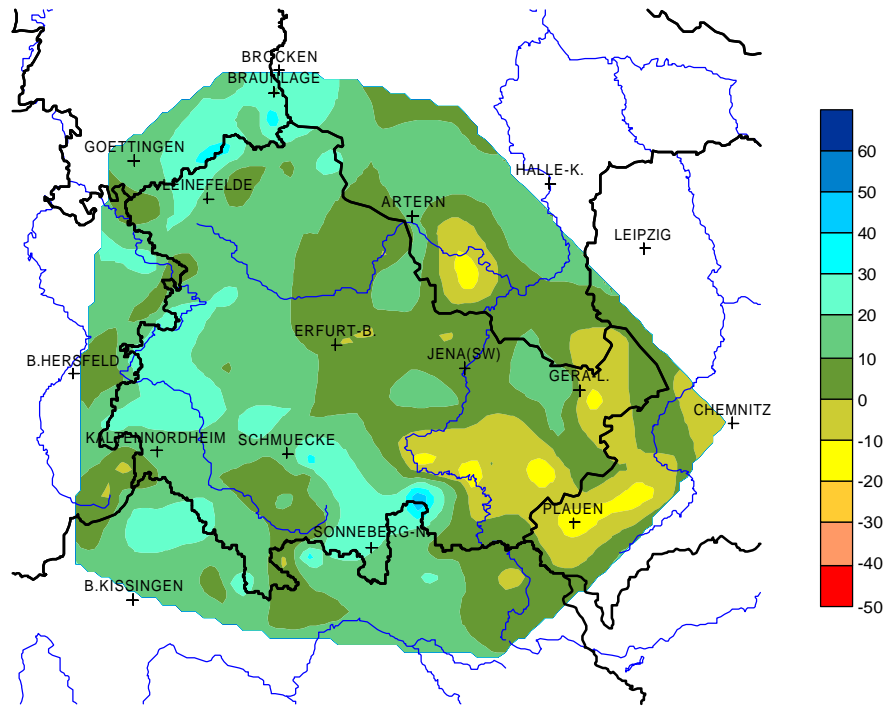 BROCKEN
BRAUNLAGE
GOETTINGEN
HALLE-K.
LEINEFELDE
ARTERN
LEIPZIG
ERFURT-B.
JENA(SW)
B.HERSFELD
GERA-L.
CHEMNITZ
KALTENNORDHEIM
SCHMUECKE
PLAUEN
SONNEBERG-N.
B.KISSINGEN
60
50
40
30
20
10
0
-10
-20
-30
-40
-50